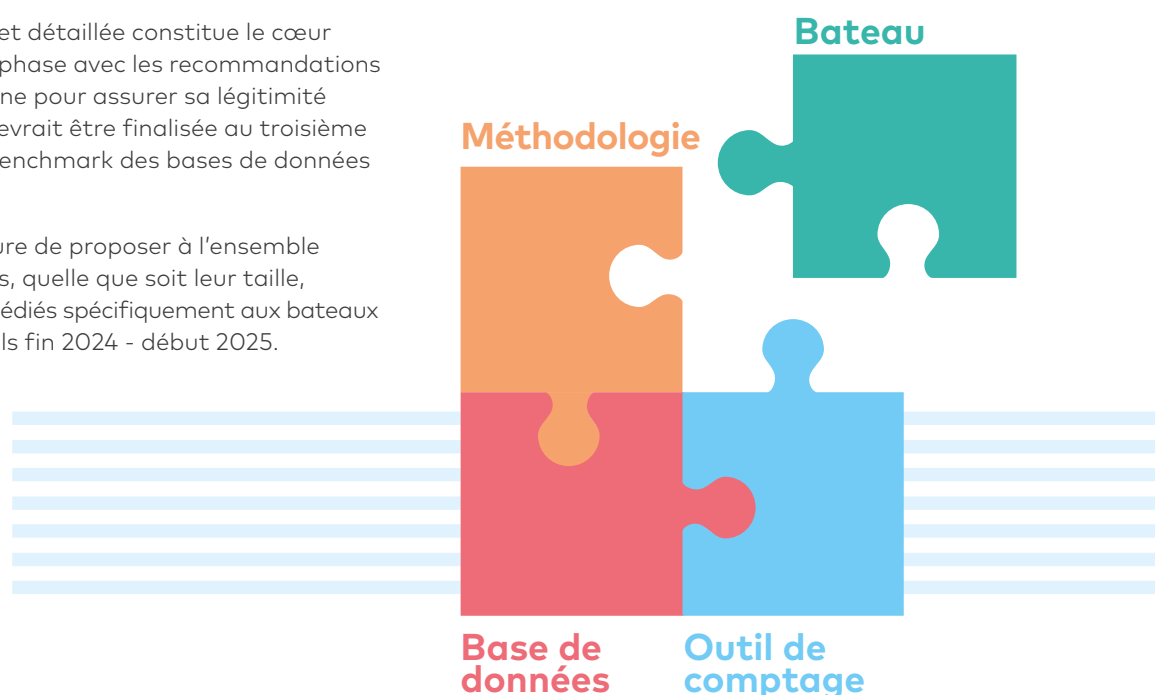 et détaillée constitue le cœur
phase avec les recommandations
ne pour assurer sa légitimité
evrait être finalisée au troisième
enchmark des bases de données
ure de proposer à l'ensemble
s, quelle que soit leur taille,
édiés spécifiquement aux bateaux
ls fin 2024 - début 2025.
Bateau
Méthodologie
Base de
données
Outil de
comptage